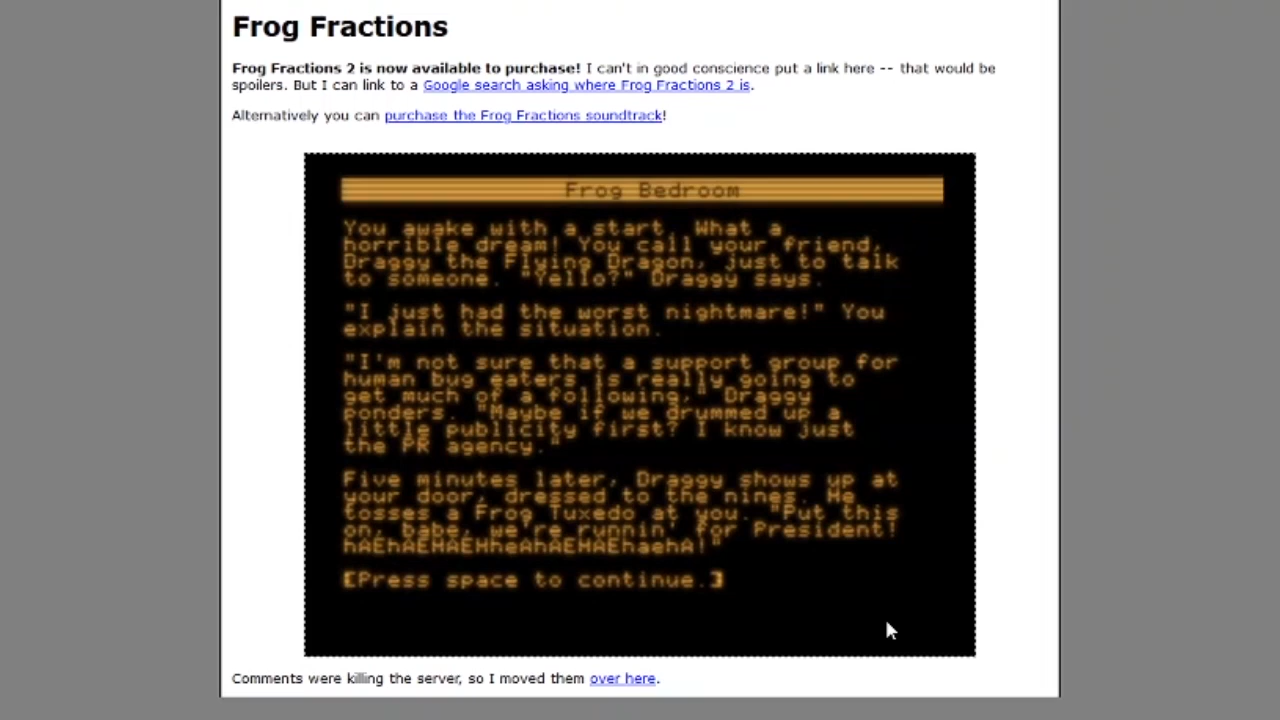 Frog Fractions
Frog Fractions 2 is now available to purchase! I can't in good conscience put a link here -- that would be
spoilers. But I can link to a Google search asking where Frog Fractions 2 is.
Alternatively you can purchase the Frog Fractions soundtrack!
Frog Bedroom
You awake with a start. What a
horrible dream! You call your friend,
Draggy the Flying Dragon, just to talk
to someone. "Yello?" Draggy says.
"I just had the worst nightmare!" You
explain the situation.
"I'm not sure that a support group for
human bug eaters is really going to
get much of a following," Draggy
ponders. "Maybe if we drummed up a
little publicity first? I know just
the PR agency."
Five minutes later, Draggy shows up at
your door, dressed to the nines. He
tosses a Frog Tuxedo at you. "Put this
on, babe, we're runnin' for President!
hAEhAEHAEHheAhAEHAEhaehA!"
[Press space to continue.]
Comments were killing the server, so I moved them over here.